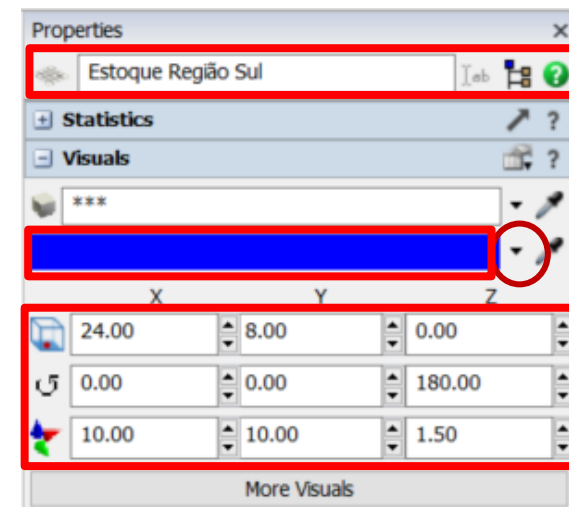 Properties ×
Estoque Região Sul ab ?
+ Statistics ?
- Visuals ?
***
X Y Z
24.00 8.00 0.00
0.00 0.00 180.00
10.00 10.00 1.50
More Visuals